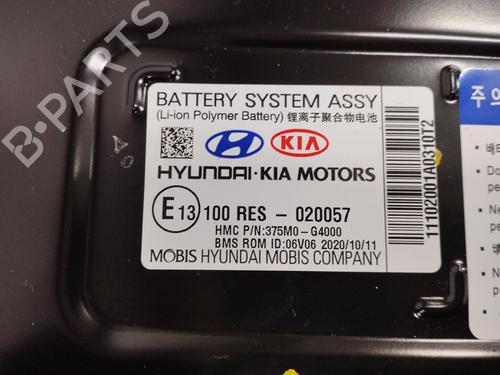 B-PARTS
BATTERY SYSTEM ASSY
(Li-ion Polymer Battery) 锂离子聚合物电池
KIA
HYUNDAI·KIA MOTORS
E13 100 RES - 020057
HMC P/N:375M0-G4000
BMS ROM ID:06V06 2020/10/11
MOBIS HYUNDAI MOBIS COMPANY
11102001A0310T2
주의